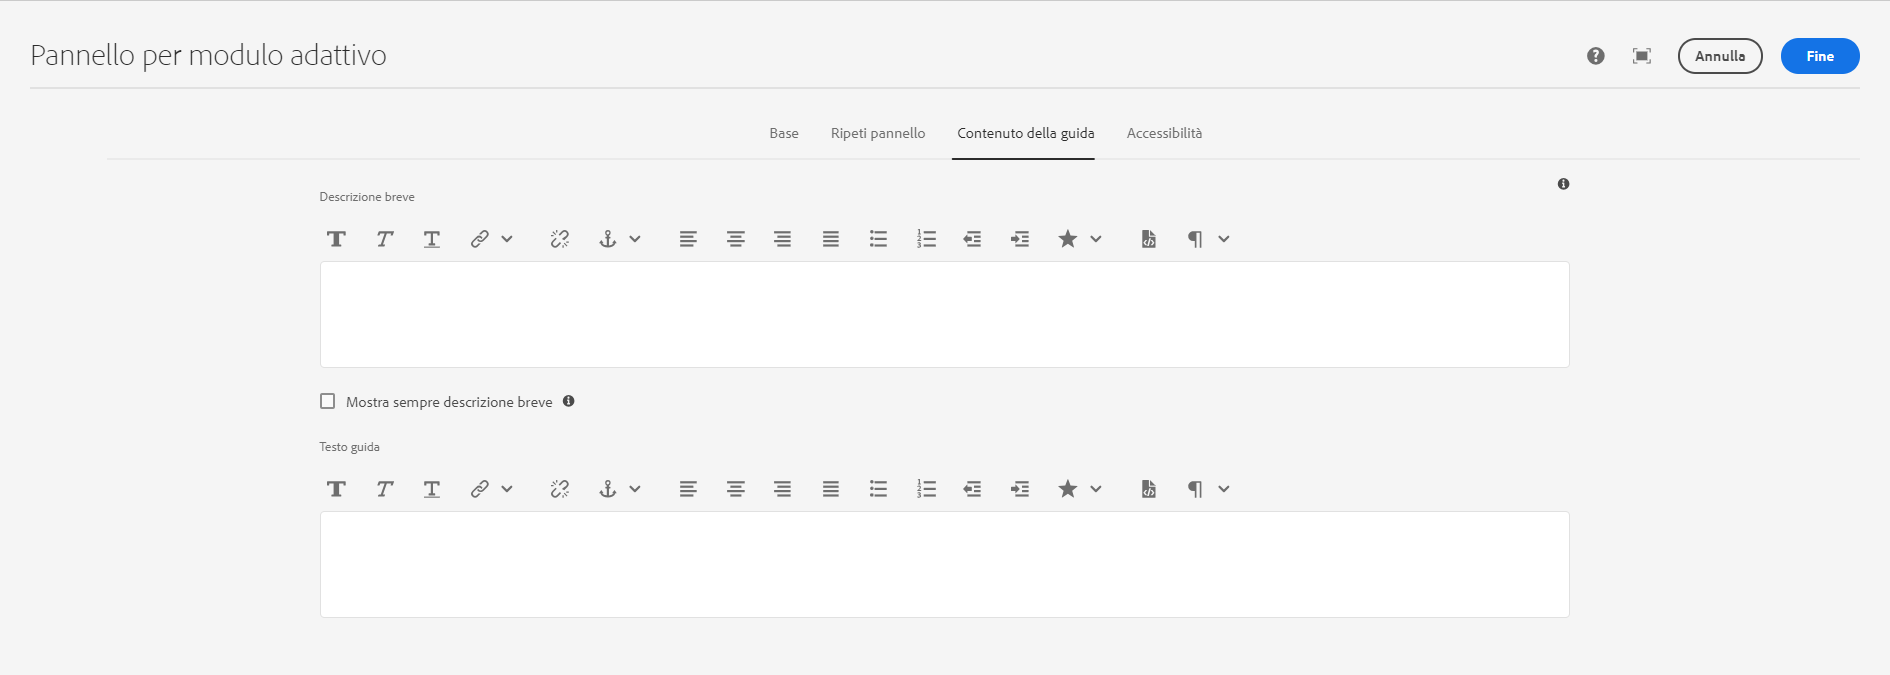 Pannello per modulo adattivo
Annulla
Fine
Base Ripeti pannello Contenuto della guida Accessibilità
Descrizione breve
Mostra sempre descrizione breve
Testo guida